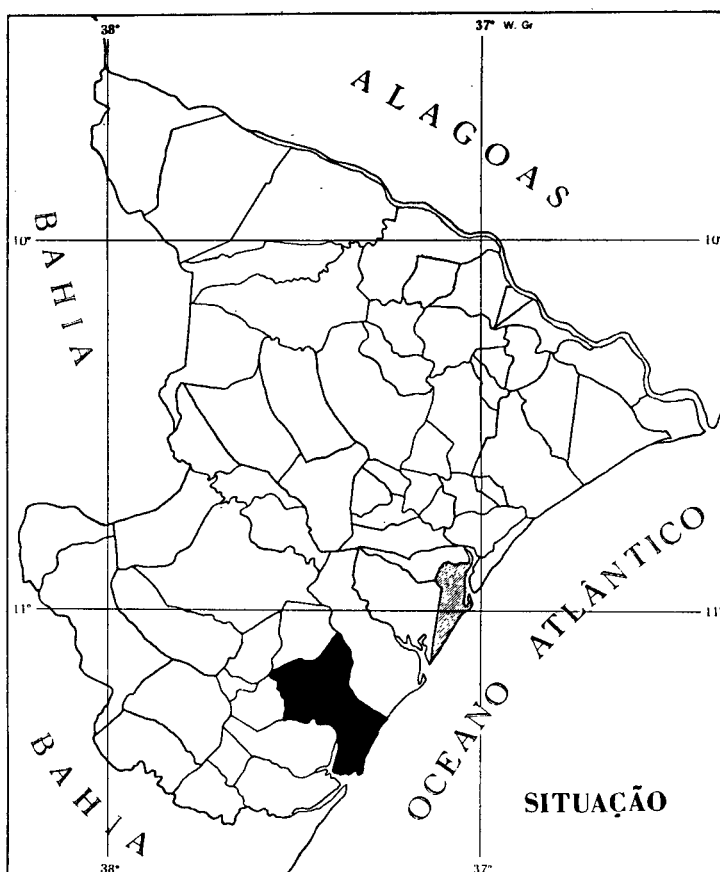 38°
37° W. Gr
ALAGOAS
BAHIA
10°
10°
11°
11°
OCEANO ATLÂNTICO
BAHIA
SITUAÇÃO
38°
37°